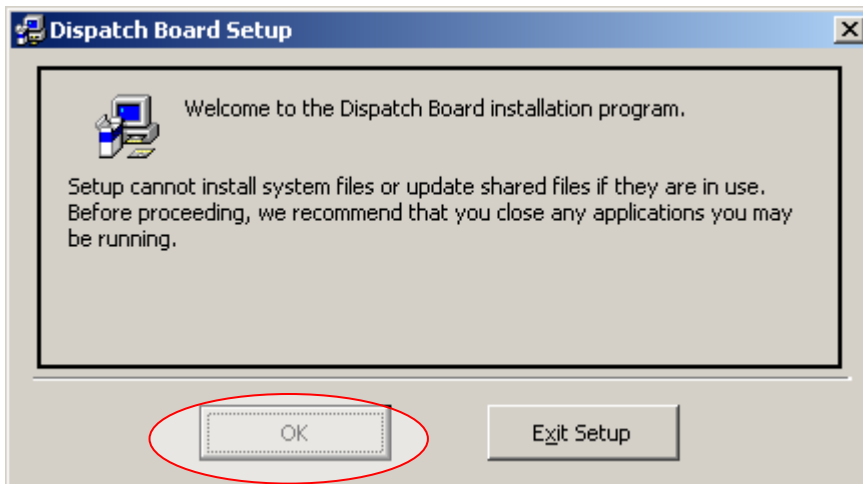 Dispatch Board Setup
Welcome to the Dispatch Board installation program.
Setup cannot install system files or update shared files if they are in use.
Before proceeding, we recommend that you close any applications you may
be running.
OK
Exit Setup